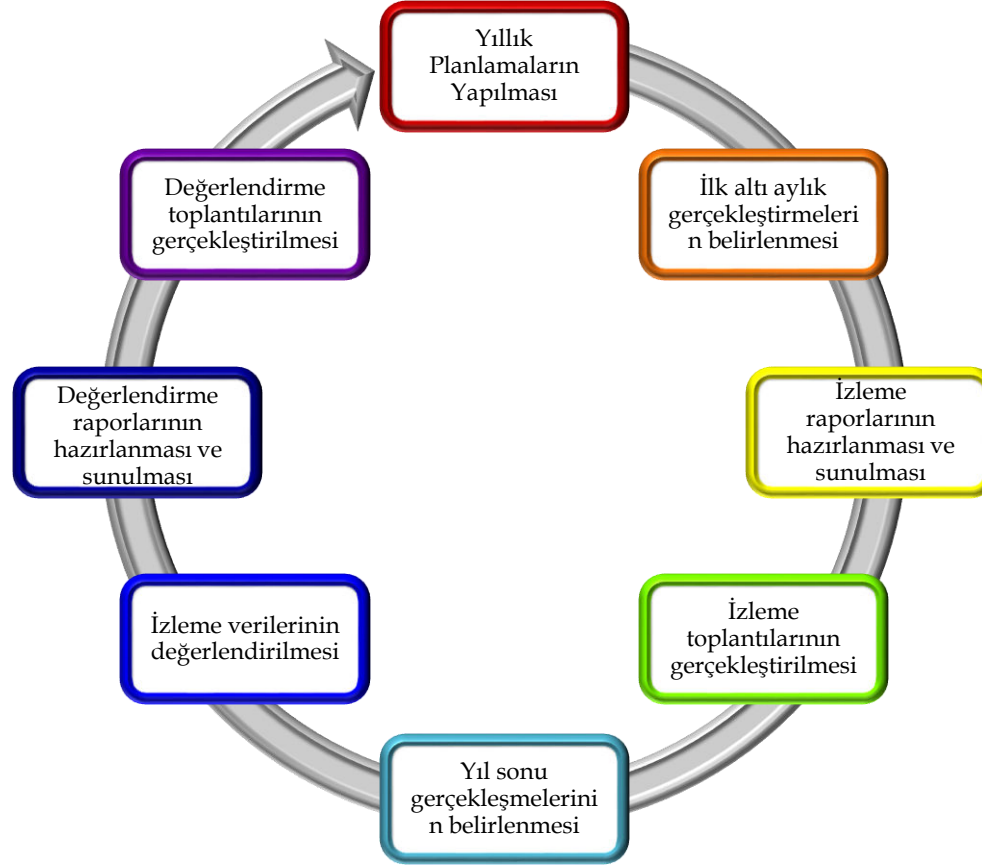 Yıllık
Planlamaların
Yapılması
İlk altı aylık
gerçekleştirmeleri
n belirlenmesi
İzleme
raporlarının
hazırlanması ve
sunulması
İzleme
toplantılarının
gerçekleştirilmesi
Yıl sonu
gerçekleşmelerini
n belirlenmesi
İzleme verilerinin
değerlendirilmesi
Değerlendirme
raporlarının
hazırlanması ve
sunulması
Değerlendirme
toplantılarının
gerçekleştirilmesi